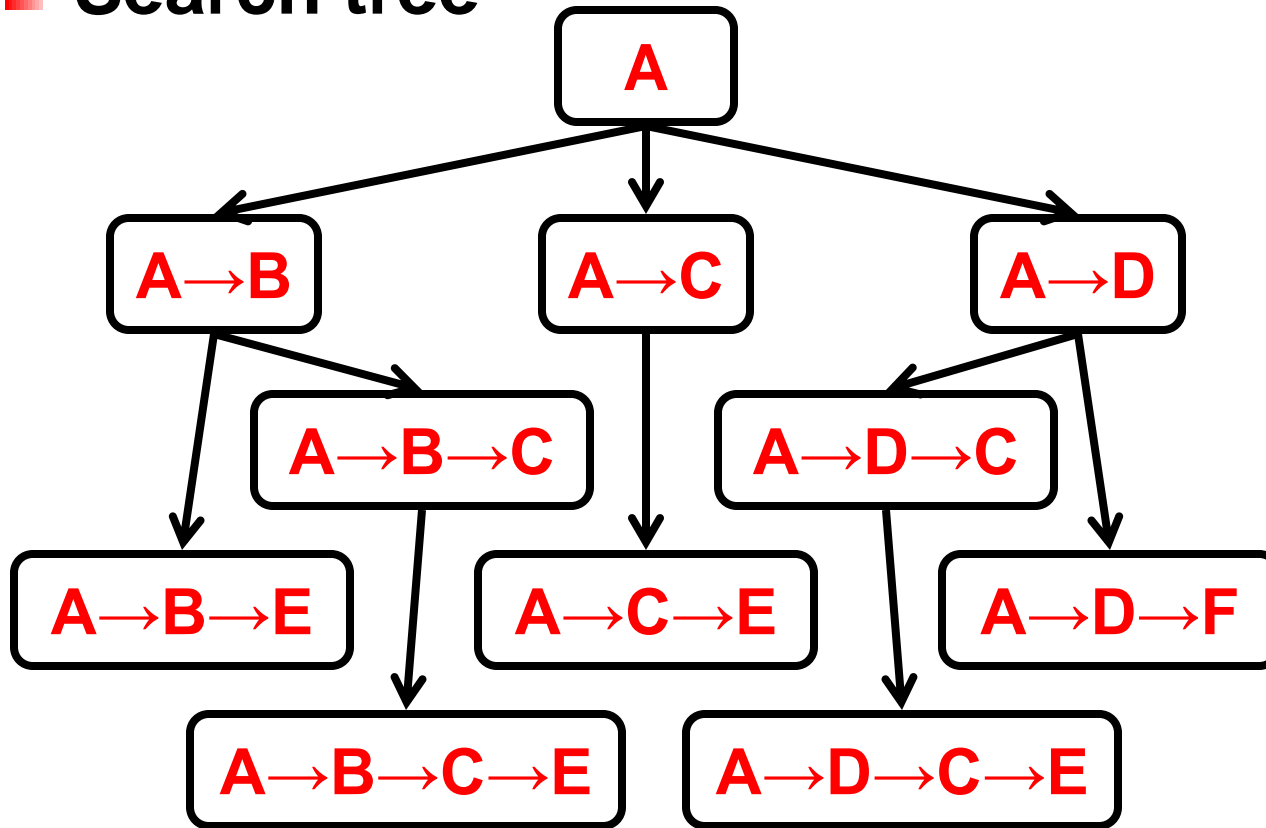 Search tree
A
A→B
A→C
A→D
A→B→C
A→D→C
A→B→E
A→C→E
A→D→F
A→B→C→E
A→D→C→E